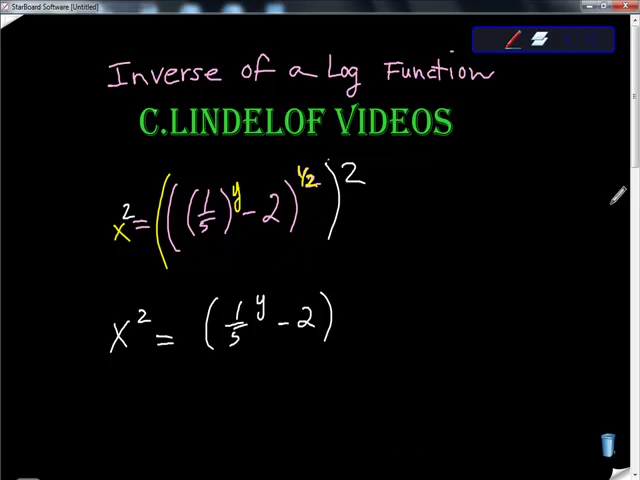 StarBoard Software [Untitled]
Inverse of a Log Function
C.LINDELOF VIDEOS
x² = (((1/5)^y - 2)^1/2)²
x² = (1/5^y - 2)